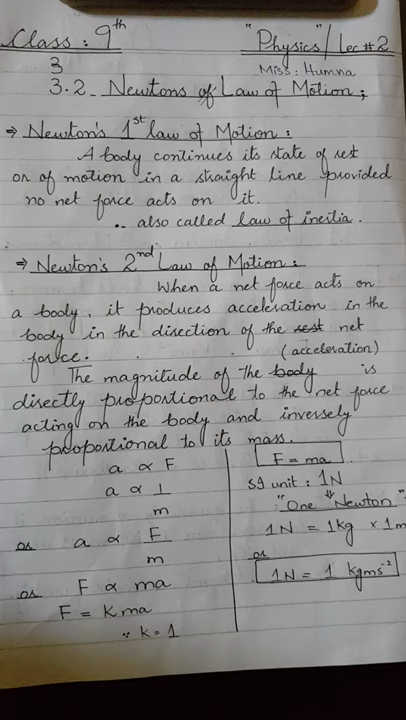 Class : 9th "Physics"/Lec # 2
3 Miss: Humna
3.2. Newtons of Law of Motion;
⇒ Newton's 1st law of Motion :
A body continues its state of rest
or of motion in a straight line provided
no net force acts on it.
∴ also called law of inertia.
⇒ Newton's 2nd Law of Motion :
When a net force acts on
a body, it produces acceleration in the
body in the direction of the rest net
force.
(acceleration)
The magnitude of the body is
directly proportional to the net force
acting on the body and inversely
proportional to its mass.
a ∝ F
a ∝ 1
m
or a ∝ F
m
or F ∝ ma
F = Kma
∵ k = 1
F = ma
SI unit : 1N
"One Newton":
1N = 1kg × 1m
or
1N = 1 kgms⁻²